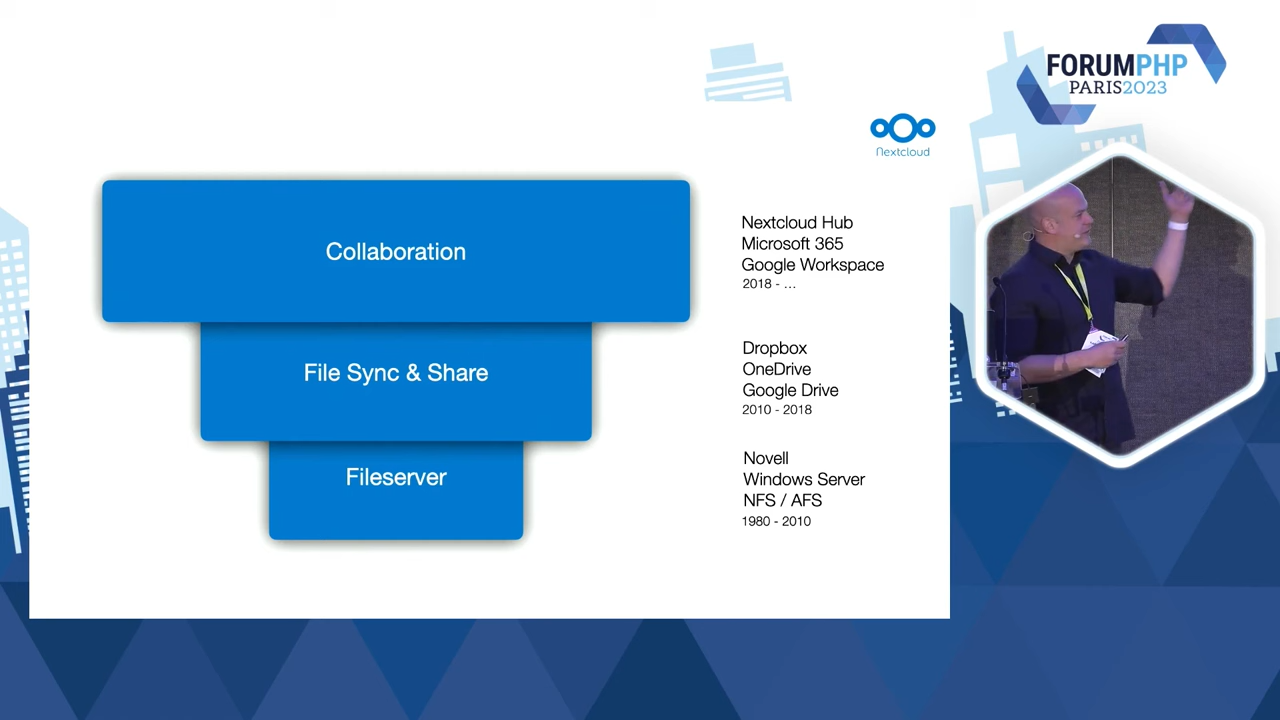 FORUMPHP
PARIS2023
Nextcloud
Collaboration
Nextcloud Hub
Microsoft 365
Google Workspace
2018 - ...
File Sync & Share
Dropbox
OneDrive
Google Drive
2010 - 2018
Fileserver
Novell
Windows Server
NFS / AFS
1980 - 2010